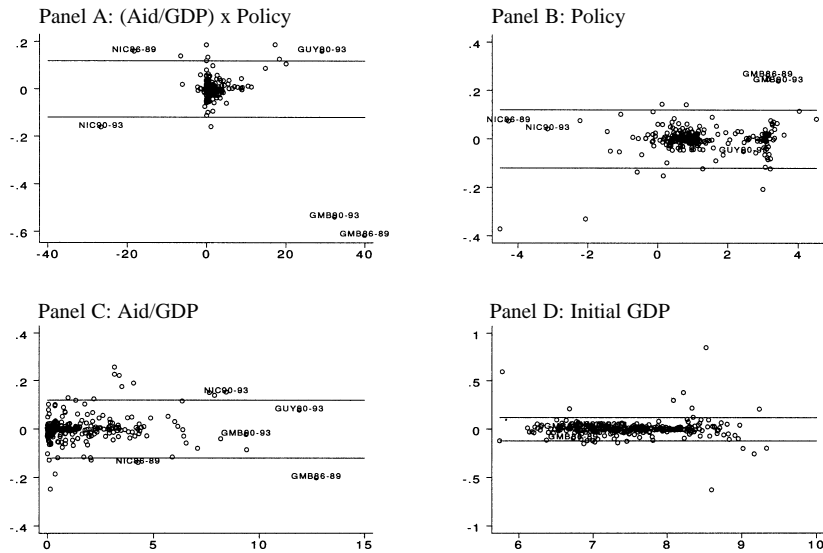 Panel A: (Aid/GDP) x Policy
.2
0
-.2
-.4
-.6
-40
-20
0
20
40
NIC86-89
GUY90-93
NIC90-93
GMB90-93
GMB86-89
Panel B: Policy
.4
.2
0
-.2
-.4
-4
-2
0
2
4
GMB86-89
GMB90-93
NIC86-89
NIC90-93
GUY90-93
Panel C: Aid/GDP
.4
.2
0
-.2
-.4
0
5
10
15
NIC90-93
GUY90-93
GMB90-93
NIC86-89
GMB86-89
Panel D: Initial GDP
1
.5
0
-.5
-1
6
7
8
9
10
GMB86-89